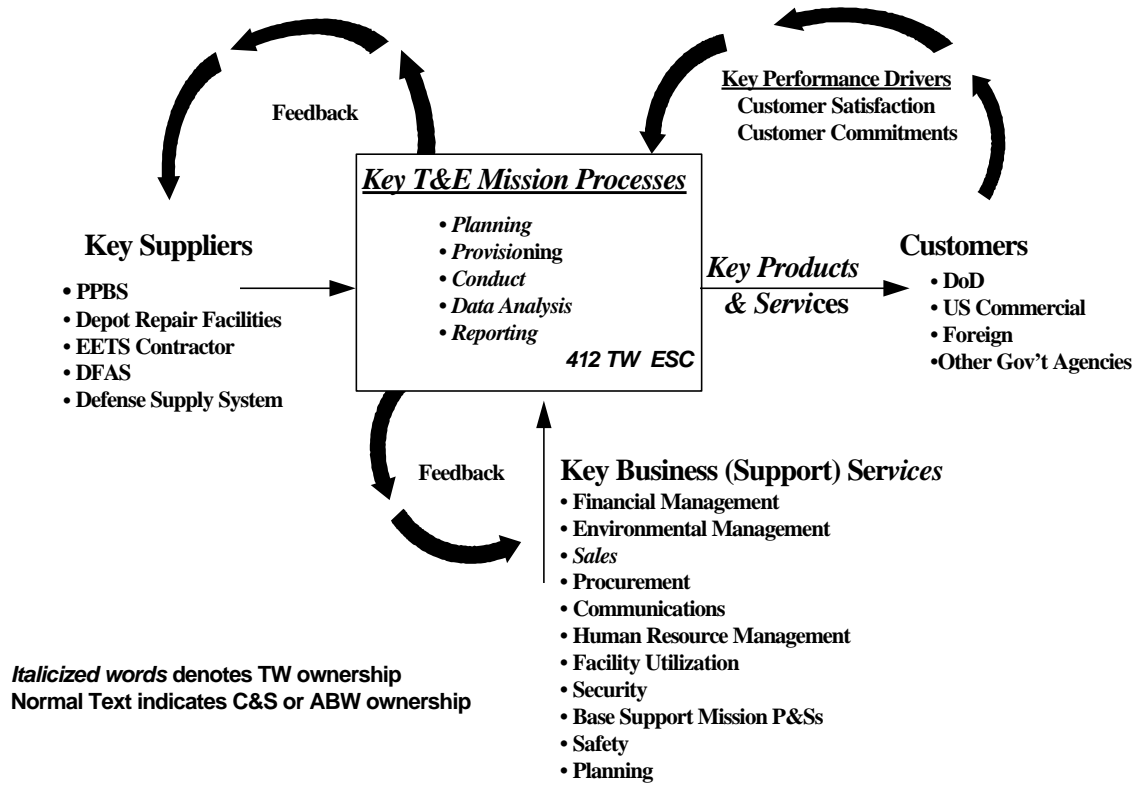 Key Performance Drivers
Customer Satisfaction
Customer Commitments
Feedback
Key T&E Mission Processes
• Planning
• Provisioning
• Conduct
• Data Analysis
• Reporting
412 TW  ESC
Key Suppliers
• PPBS
• Depot Repair Facilities
• EETS Contractor
• DFAS
• Defense Supply System
Key Products
& Services
Customers
• DoD
• US Commercial
• Foreign
•Other Gov’t Agencies
Feedback
Key Business (Support) Services
• Financial Management
• Environmental Management
• Sales
• Procurement
• Communications
• Human Resource Management
• Facility Utilization
• Security
• Base Support Mission P&Ss
• Safety
• Planning
Italicized words denotes TW ownership
Normal Text indicates C&S or ABW ownership